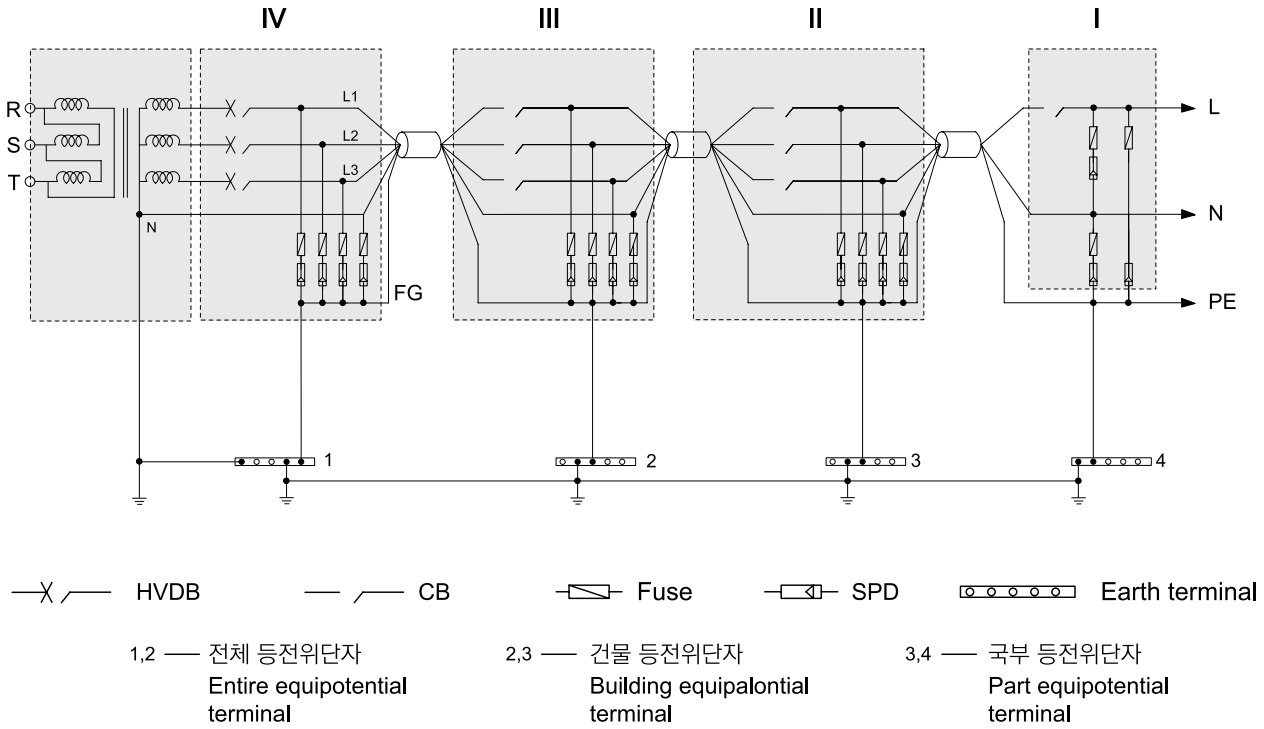 IV III II I
R
S
T
L1
L2
L3
N
FG
L
N
PE
1
2
3
4
HVDB
CB
Fuse
SPD
Earth terminal
1,2 전체 등전위단자
Entire equipotential
terminal
2,3 건물 등전위단자
Building equipalontial
terminal
3,4 국부 등전위단자
Part equipotential
terminal